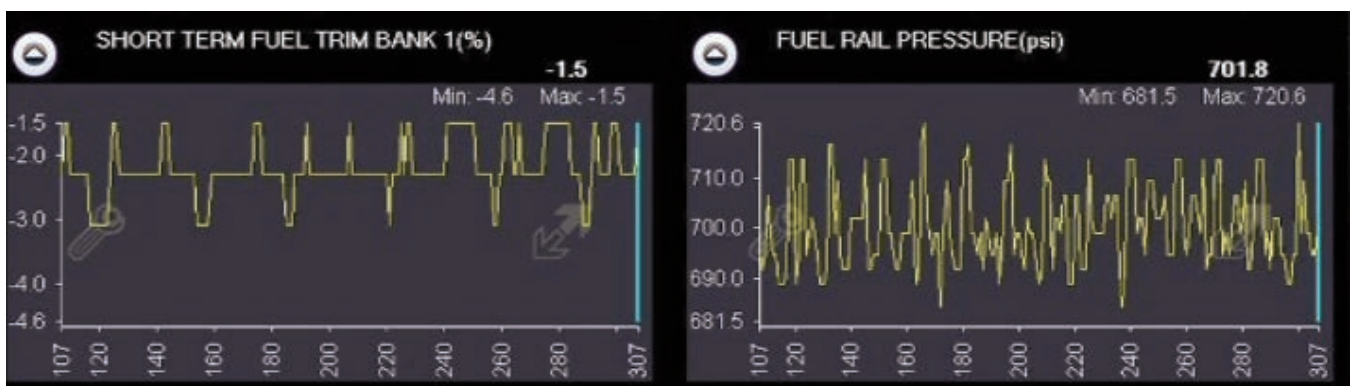 SHORT TERM FUEL TRIM BANK 1(%)
-1.5
Min: -4.6 Max: -1.5
-1.5
-2.0
-3.0
-4.0
-4.6
107 120 140 160 180 200 220 240 260 280 307
FUEL RAIL PRESSURE(psi)
701.8
Min: 681.5 Max: 720.6
720.6
710.0
700.0
690.0
681.5
107 120 140 160 180 200 220 240 260 280 307